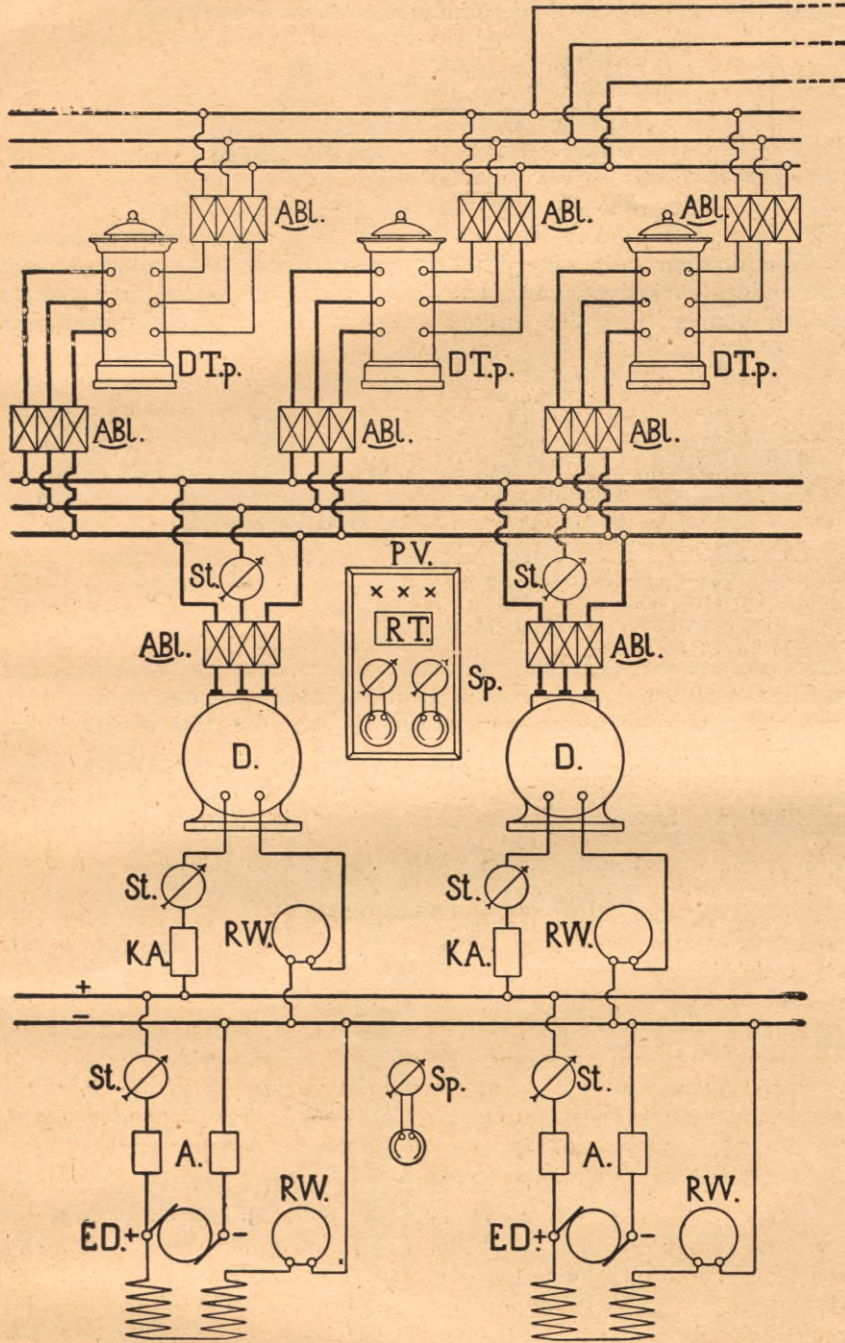 ABl. ABl. ABl.
DT.p. DT.p. DT.p.
ABl. ABl. ABl.
PV.
St. St.
RT.
ABl. Sp. ABl.
D. D.
St. St.
RW. RW.
KA. KA.
+
−
St. Sp. St.
A. A.
RW. RW.
ED.+ - ED.+ -